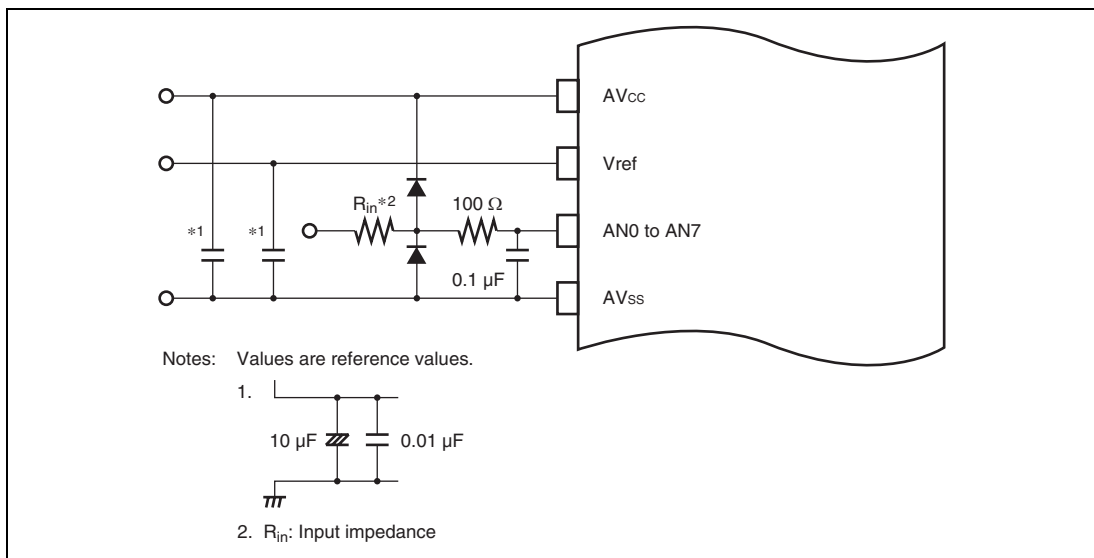 AVCC
Vref
Rin*2
100 Ω
*1
*1
AN0 to AN7
0.1 µF
AVSS
Notes: Values are reference values.
1.
10 µF
0.01 µF
2. Rin: Input impedance